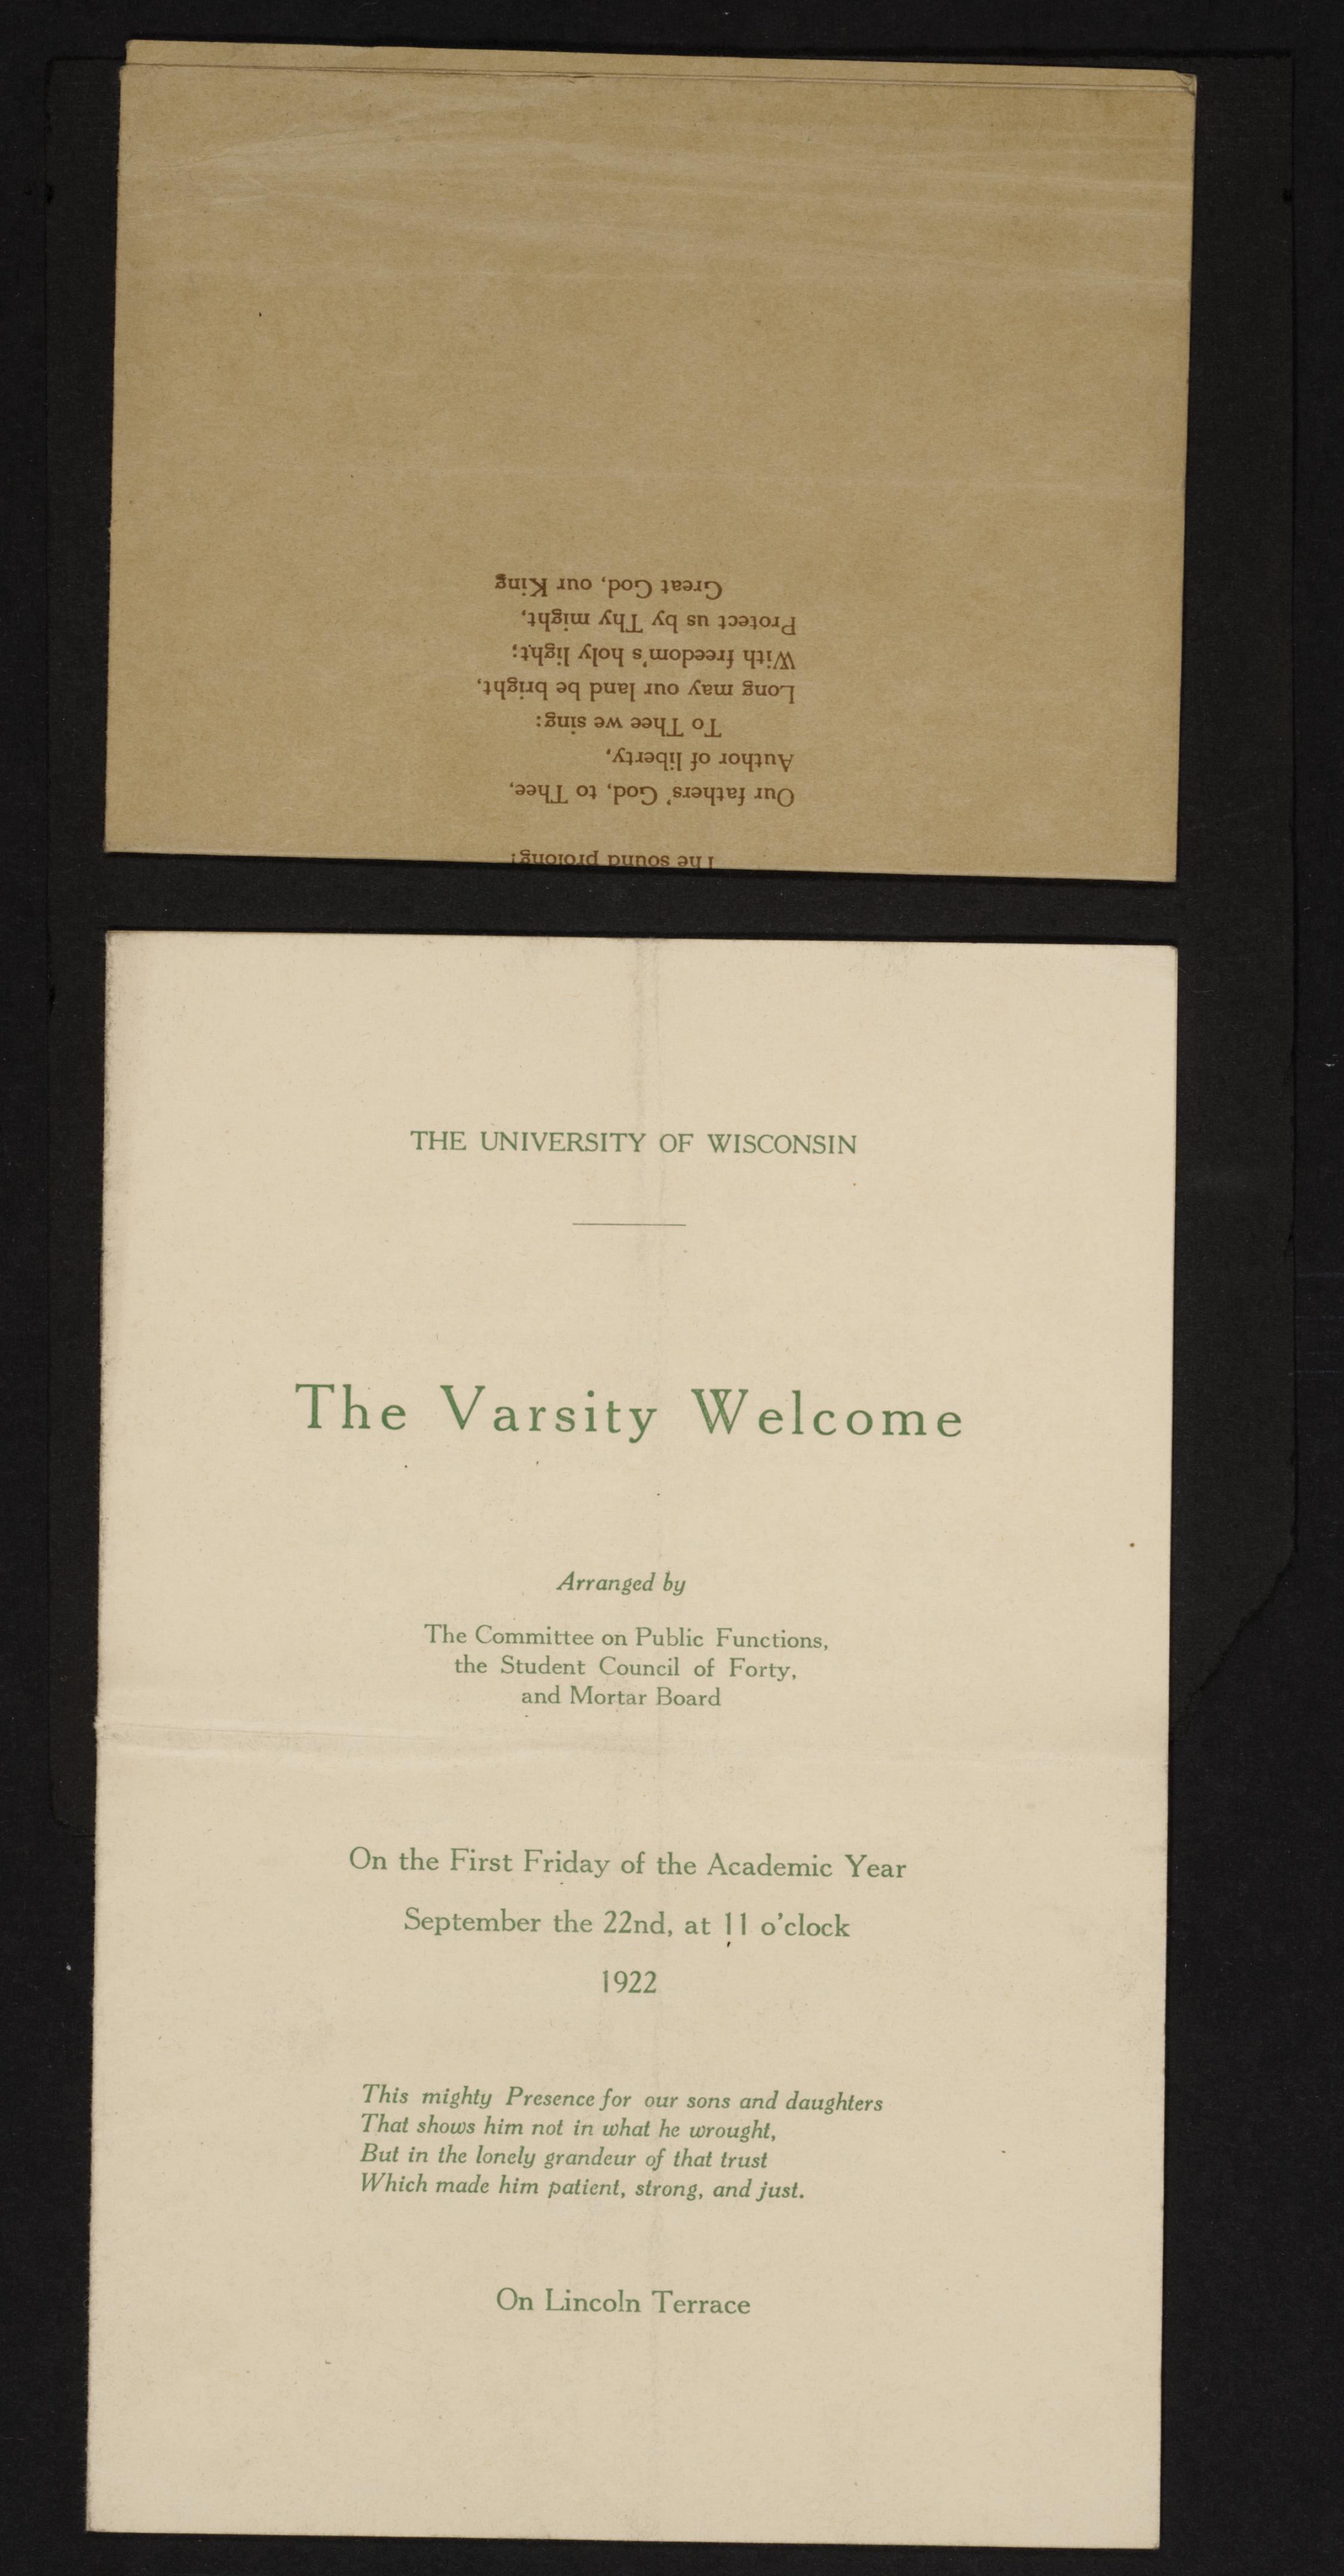 The sound prolong!
Our fathers' God, to Thee,
Author of liberty,
To Thee we sing:
Long may our land be bright,
With freedom's holy light;
Protect us by Thy might,
Great God, our King
THE UNIVERSITY OF WISCONSIN
The Varsity Welcome
Arranged by
The Committee on Public Functions,
the Student Council of Forty,
and Mortar Board
On the First Friday of the Academic Year
September the 22nd, at 11 o'clock
1922
This mighty Presence for our sons and daughters
That shows him not in what he wrought,
But in the lonely grandeur of that trust
Which made him patient, strong, and just.
On Lincoln Terrace